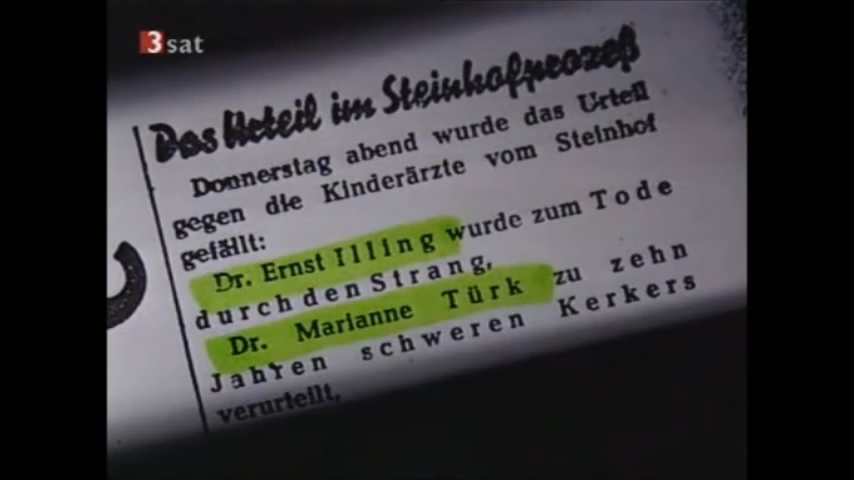 3sat
Das Urteil im Steinhofprozeß
Donnerstag abend wurde das Urteil
gegen die Kinderärzte vom Steinhof
gefällt:
Dr. Ernst Illing wurde zum Tode
durch den Strang,
Dr. Marianne Türk zu zehn
Jahren schweren Kerkers
verurteilt.